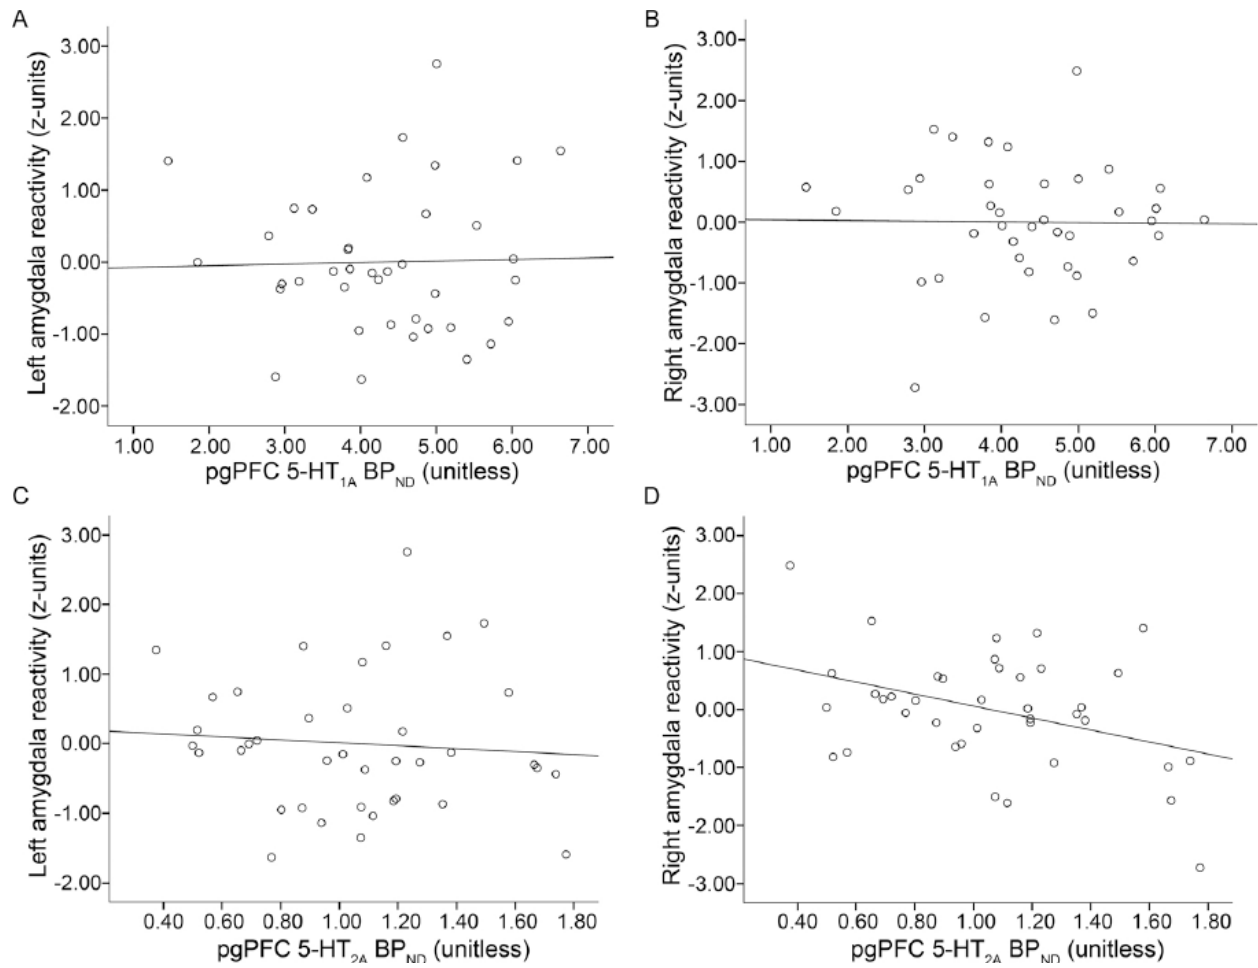 A
Left amygdala reactivity (z-units)
3.00
2.00
1.00
0.00
-1.00
-2.00
1.00 2.00 3.00 4.00 5.00 6.00 7.00
pgPFC 5-HT1A BPND (unitless)
B
Right amygdala reactivity (z-units)
3.00
2.00
1.00
0.00
-1.00
-2.00
-3.00
1.00 2.00 3.00 4.00 5.00 6.00 7.00
pgPFC 5-HT1A BPND (unitless)
C
Left amygdala reactivity (z-units)
3.00
2.00
1.00
0.00
-1.00
-2.00
0.40 0.60 0.80 1.00 1.20 1.40 1.60 1.80
pgPFC 5-HT2A BPND (unitless)
D
Right amygdala reactivity (z-units)
3.00
2.00
1.00
0.00
-1.00
-2.00
-3.00
0.40 0.60 0.80 1.00 1.20 1.40 1.60 1.80
pgPFC 5-HT2A BPND (unitless)